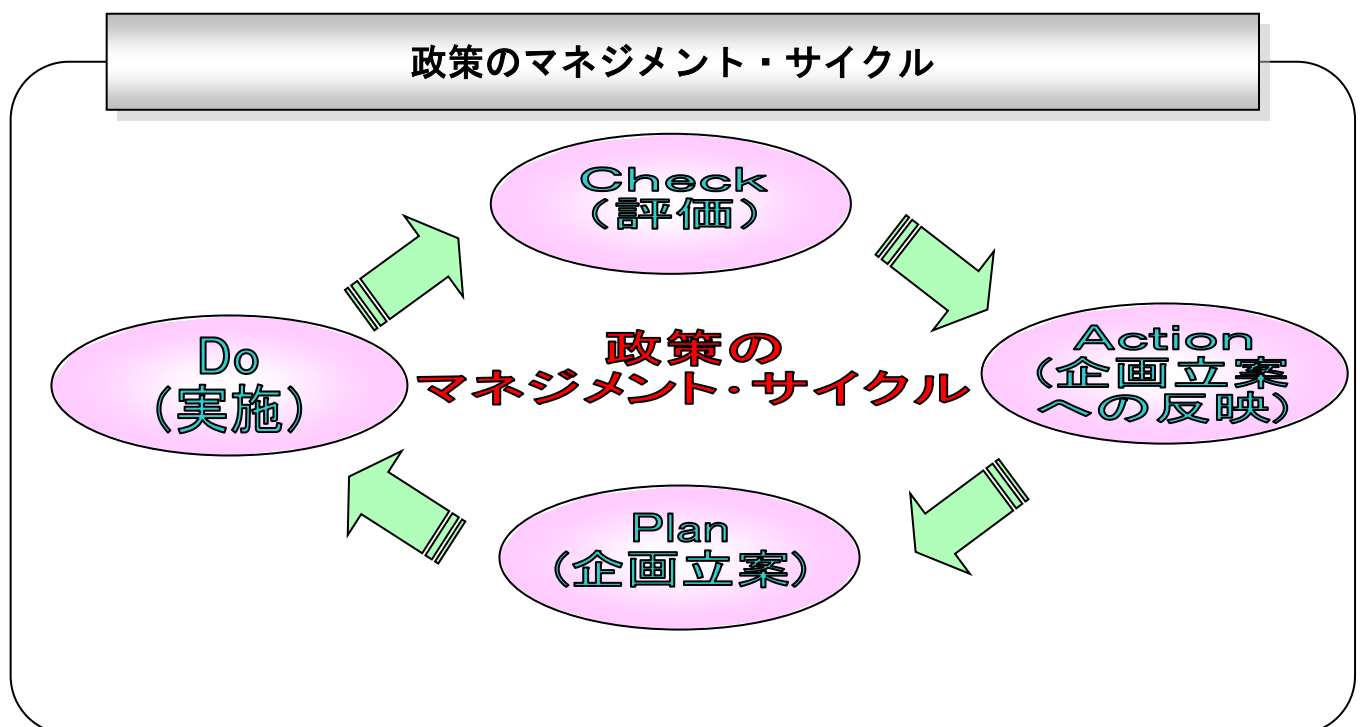 政策のマネジメント・サイクル
Check
(評価)
Do
(実施)
政策の
マネジメント・サイクル
Action
(企画立案
への反映)
Plan
(企画立案)